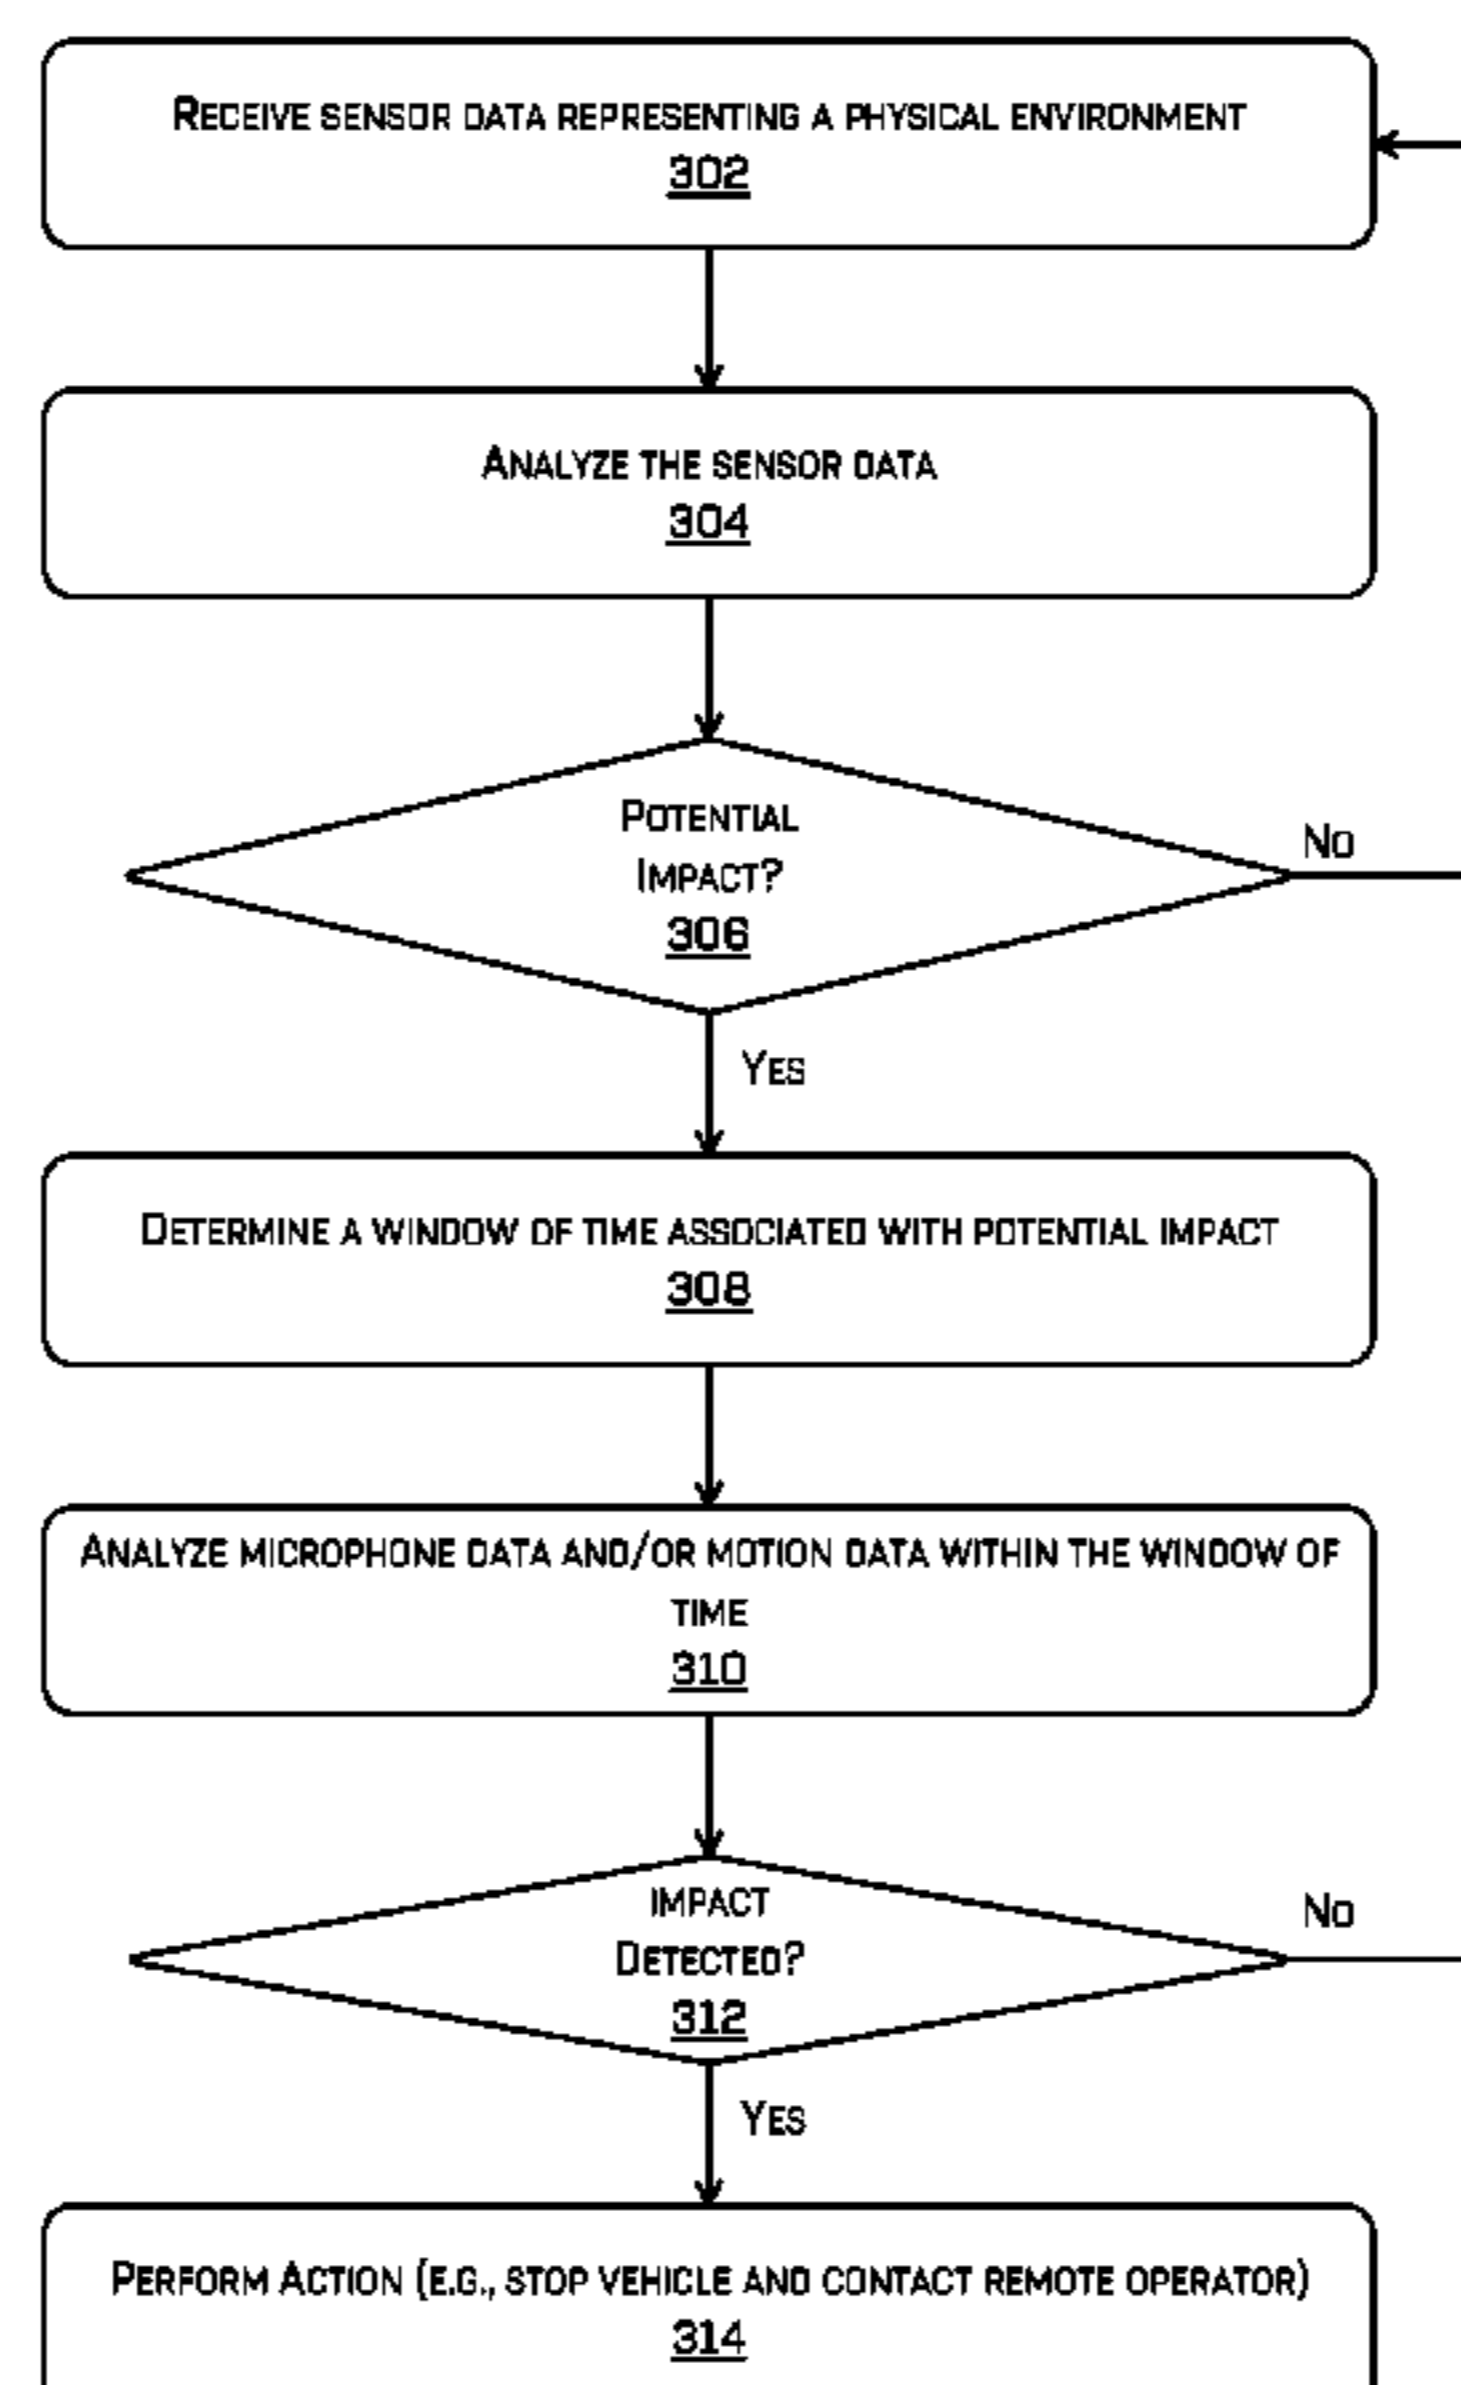 Receive sensor data representing a physical environment
302
Analyze the sensor data
304
Potential
Impact?
306
No
Yes
Determine a window of time associated with potential impact
308
Analyze microphone data and/or motion data within the window of
time
310
impact
Detected?
312
No
Yes
Perform Action (e.g., stop vehicle and contact remote operator)
314